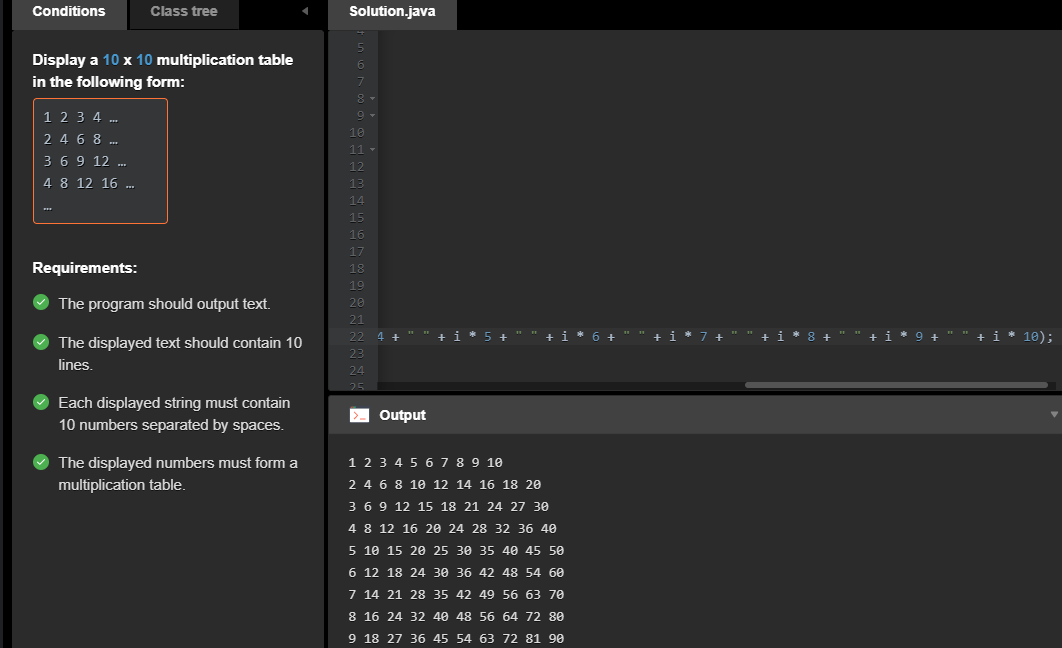 Conditions
Class tree
Display a 10 x 10 multiplication table
in the following form:
1 2 3 4 …
2 4 6 8 …
3 6 9 12 …
4 8 12 16 …
…
Requirements:
The program should output text.
The displayed text should contain 10
lines.
Each displayed string must contain
10 numbers separated by spaces.
The displayed numbers must form a
multiplication table.
Solution.java
4
5
6
7
8
9
10
11
12
13
14
15
16
17
18
19
20
21
22 4 + " " + i * 5 + " " + i * 6 + " " + i * 7 + " " + i * 8 + " " + i * 9 + " " + i * 10);
23
24
25
Output
1 2 3 4 5 6 7 8 9 10
2 4 6 8 10 12 14 16 18 20
3 6 9 12 15 18 21 24 27 30
4 8 12 16 20 24 28 32 36 40
5 10 15 20 25 30 35 40 45 50
6 12 18 24 30 36 42 48 54 60
7 14 21 28 35 42 49 56 63 70
8 16 24 32 40 48 56 64 72 80
9 18 27 36 45 54 63 72 81 90